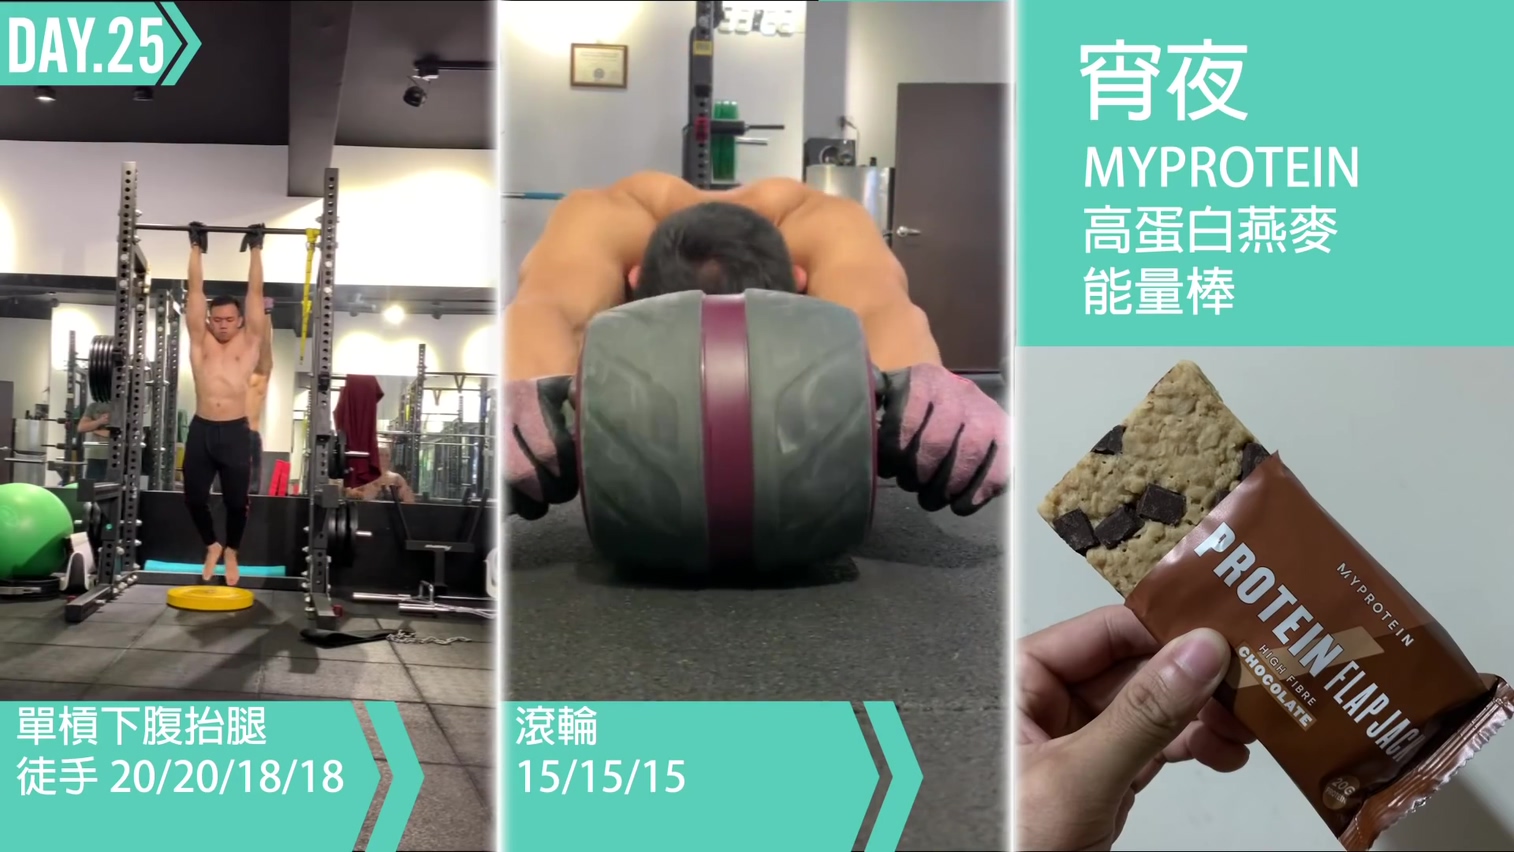 DAY.25
單槓下腹抬腿
徒手 20/20/18/18
滾輪
15/15/15
宵夜
MYPROTEIN
高蛋白燕麥
能量棒
MYPROTEIN
PROTEIN FLAPJACK
HIGH FIBRE
CHOCOLATE
20G